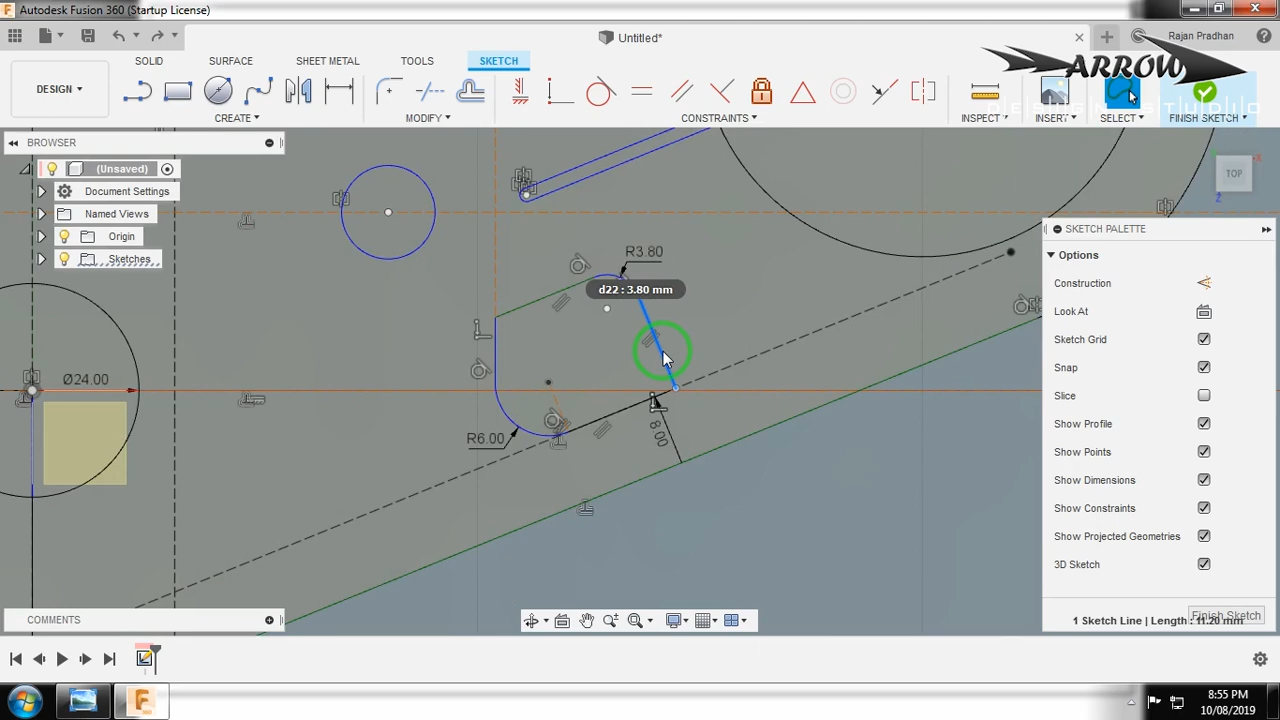 Autodesk Fusion 360 (Startup License)
Untitled*
Rajan Pradhan
ARROW
DESIGN STUDIO
SOLID SURFACE SHEET METAL TOOLS SKETCH
DESIGN
CREATE MODIFY CONSTRAINTS INSPECT INSERT SELECT FINISH SKETCH
BROWSER
(Unsaved)
Document Settings
Named Views
Origin
Sketches
TOP
SKETCH PALETTE
Options
Construction
Look At
Sketch Grid
Snap
Slice
Show Profile
Show Points
Show Dimensions
Show Constraints
Show Projected Geometries
3D Sketch
Finish Sketch
1 Sketch Line | Length : 11.20 mm
R3.80
d22 : 3.80 mm
Ø24.00
R6.00
8.00
COMMENTS
8:55 PM
10/08/2019